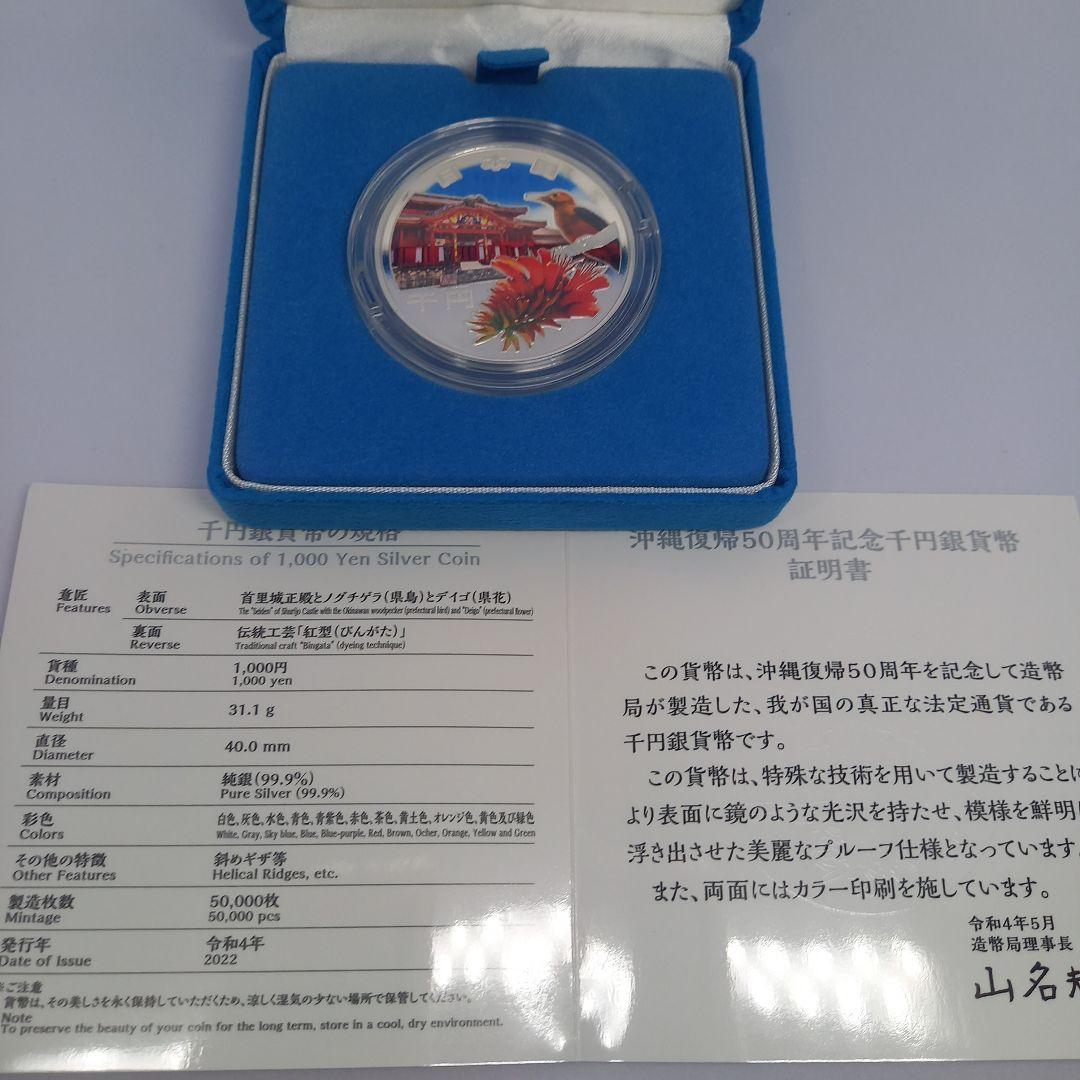 日 国
千円
千円銀貨幣の規格
Specifications of 1,000 Yen Silver Coin
意匠 表面 首里城正殿とノグチゲラ(県鳥)とデイゴ(県花)
Features Obverse The "Seiden" of Shurijo Castle with the Okinawan woodpecker (prefectural bird) and "Deigo" (prefectural flower)
裏面 伝統工芸「紅型(びんがた)」
Reverse Traditional craft "Bingata" (dyeing technique)
貨種 1,000円
Denomination 1,000 yen
量目 31.1 g
Weight
直径 40.0 mm
Diameter
素材 純銀(99.9%)
Composition Pure Silver (99.9%)
彩色 白色、灰色、水色、青色、青紫色、赤色、茶色、黄土色、オレンジ色、黄色及び緑色
Colors White, Gray, Sky blue, Blue, Blue-purple, Red, Brown, Ocher, Orange, Yellow and Green
その他の特徴 斜めギザ等
Other Features Helical Ridges, etc.
製造枚数 50,000枚
Mintage 50,000 pcs
発行年 令和4年
Date of Issue 2022
※ご注意
貨幣は、その美しさを永く保持していただくため、涼しく湿気の少ない場所で保管してください。
Note
To preserve the beauty of your coin for the long term, store in a cool, dry environment.
沖縄復帰50周年記念千円銀貨幣
証明書
この貨幣は、沖縄復帰50周年を記念して造幣
局が製造した、我が国の真正な法定通貨である
千円銀貨幣です。
この貨幣は、特殊な技術を用いて製造することに
より表面に鏡のような光沢を持たせ、模様を鮮明に
浮き出させた美麗なプルーフ仕様となっています。
また、両面にはカラー印刷を施しています。
令和4年5月
造幣局理事長
山名